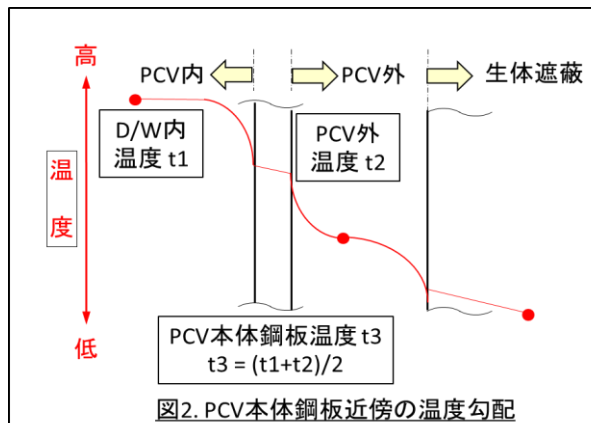 高
PCV内
PCV外
生体遮蔽
D/W内
温度 t1
PCV外
温度 t2
温
度
低
PCV本体鋼板温度 t3
t3 = (t1+t2)/2
図2. PCV本体鋼板近傍の温度勾配